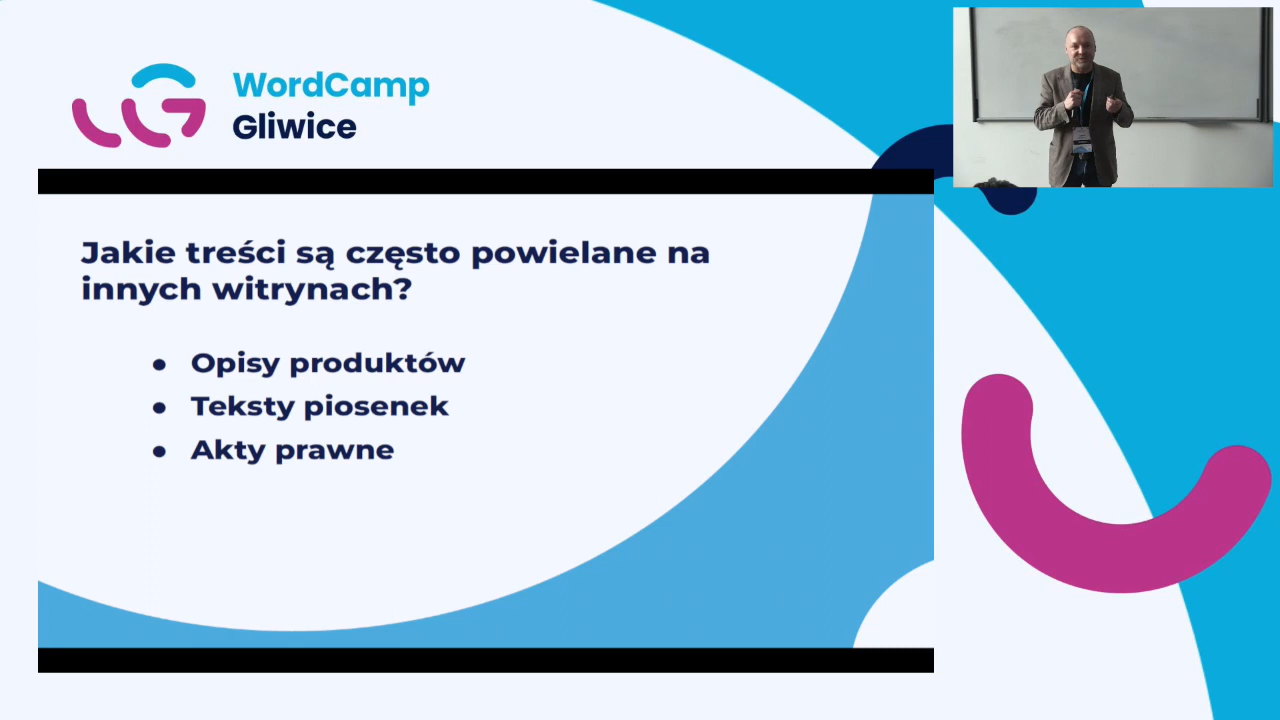 WordCamp
Gliwice
Jakie treści są często powielane na
innych witrynach?
● Opisy produktów
● Teksty piosenek
● Akty prawne